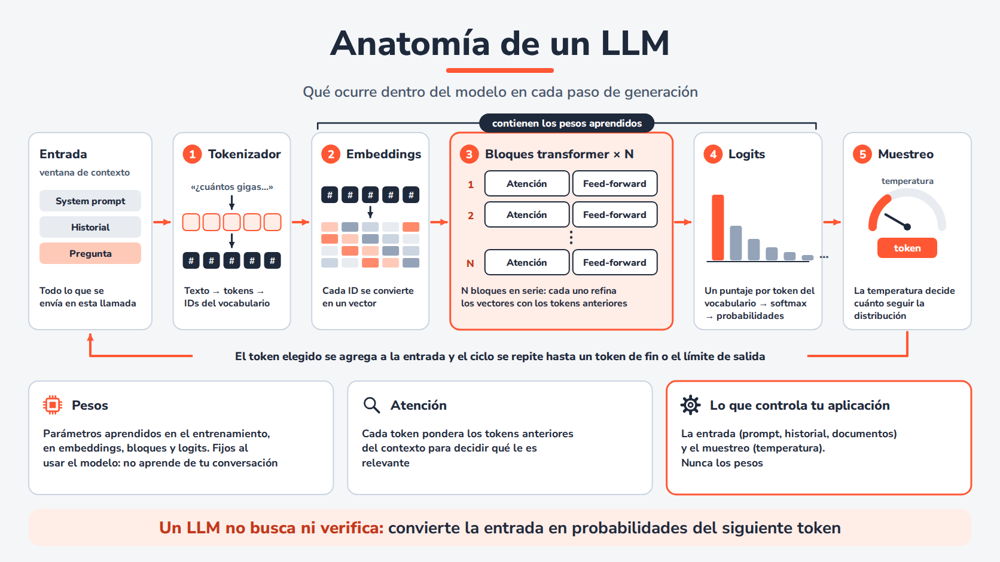 Anatomía de un LLM
Qué ocurre dentro del modelo en cada paso de generación
contienen los pesos aprendidos
Entrada
ventana de contexto
System prompt
Historial
Pregunta
Todo lo que se
envía en esta llamada
1 Tokenizador
«¿cuántos gigas...»
# # # # #
Texto → tokens →
IDs del vocabulario
2 Embeddings
# # # # #
Cada ID se convierte
en un vector
3 Bloques transformer × N
1 Atención Feed-forward
2 Atención Feed-forward
⋮
N Atención Feed-forward
N bloques en serie: cada uno refina
los vectores con los tokens anteriores
4 Logits
...
Un puntaje por token del
vocabulario → softmax
→ probabilidades
5 Muestreo
temperatura
token
La temperatura decide
cuánto seguir la
distribución
El token elegido se agrega a la entrada y el ciclo se repite hasta un token de fin o el límite de salida
Pesos
Parámetros aprendidos en el entrenamiento,
en embeddings, bloques y logits. Fijos al
usar el modelo: no aprende de tu conversación
Atención
Cada token pondera los tokens anteriores
del contexto para decidir qué le es
relevante
Lo que controla tu aplicación
La entrada (prompt, historial, documentos)
y el muestreo (temperatura).
Nunca los pesos
Un LLM no busca ni verifica: convierte la entrada en probabilidades del siguiente token